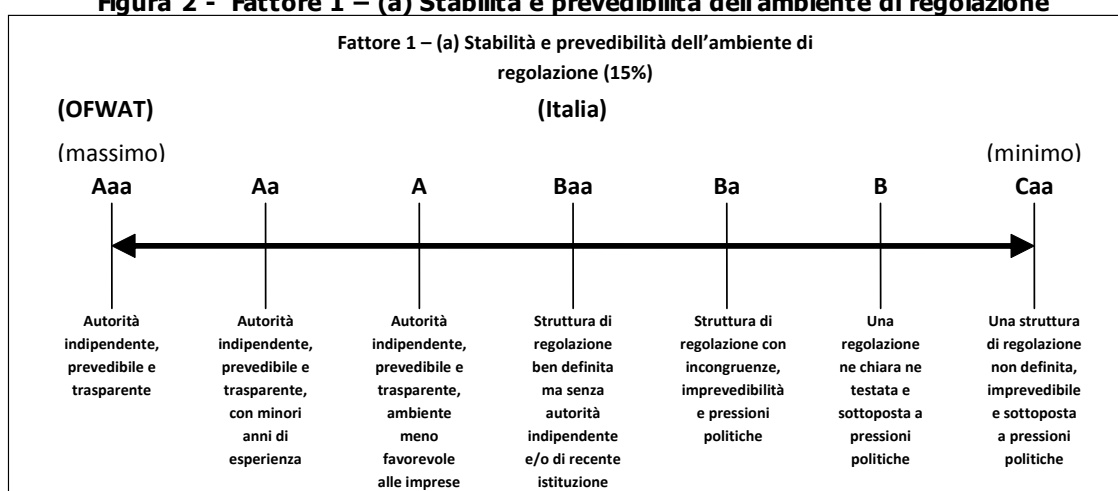 Figura 2 - Fattore 1 – (a) Stabilità e prevedibilità dell'ambiente di regolazione
Fattore 1 – (a) Stabilità e prevedibilità dell'ambiente di
regolazione (15%)
(OFWAT) (Italia)
(massimo) (minimo)
Aaa Aa A Baa Ba B Caa
Autorità
indipendente,
prevedibile e
trasparente
Autorità
indipendente,
prevedibile e
trasparente,
con minori
anni di
esperienza
Autorità
indipendente,
prevedibile e
trasparente,
ambiente
meno
favorevole
alle imprese
Struttura di
regolazione
ben definita
ma senza
autorità
indipendente
e/o di recente
istituzione
Struttura di
regolazione con
incongruenze,
imprevedibilità
e pressioni
politiche
Una
regolazione
ne chiara ne
testata e
sottoposta a
pressioni
politiche
Una struttura
di regolazione
non definita,
imprevedibile
e sottoposta
a pressioni
politiche